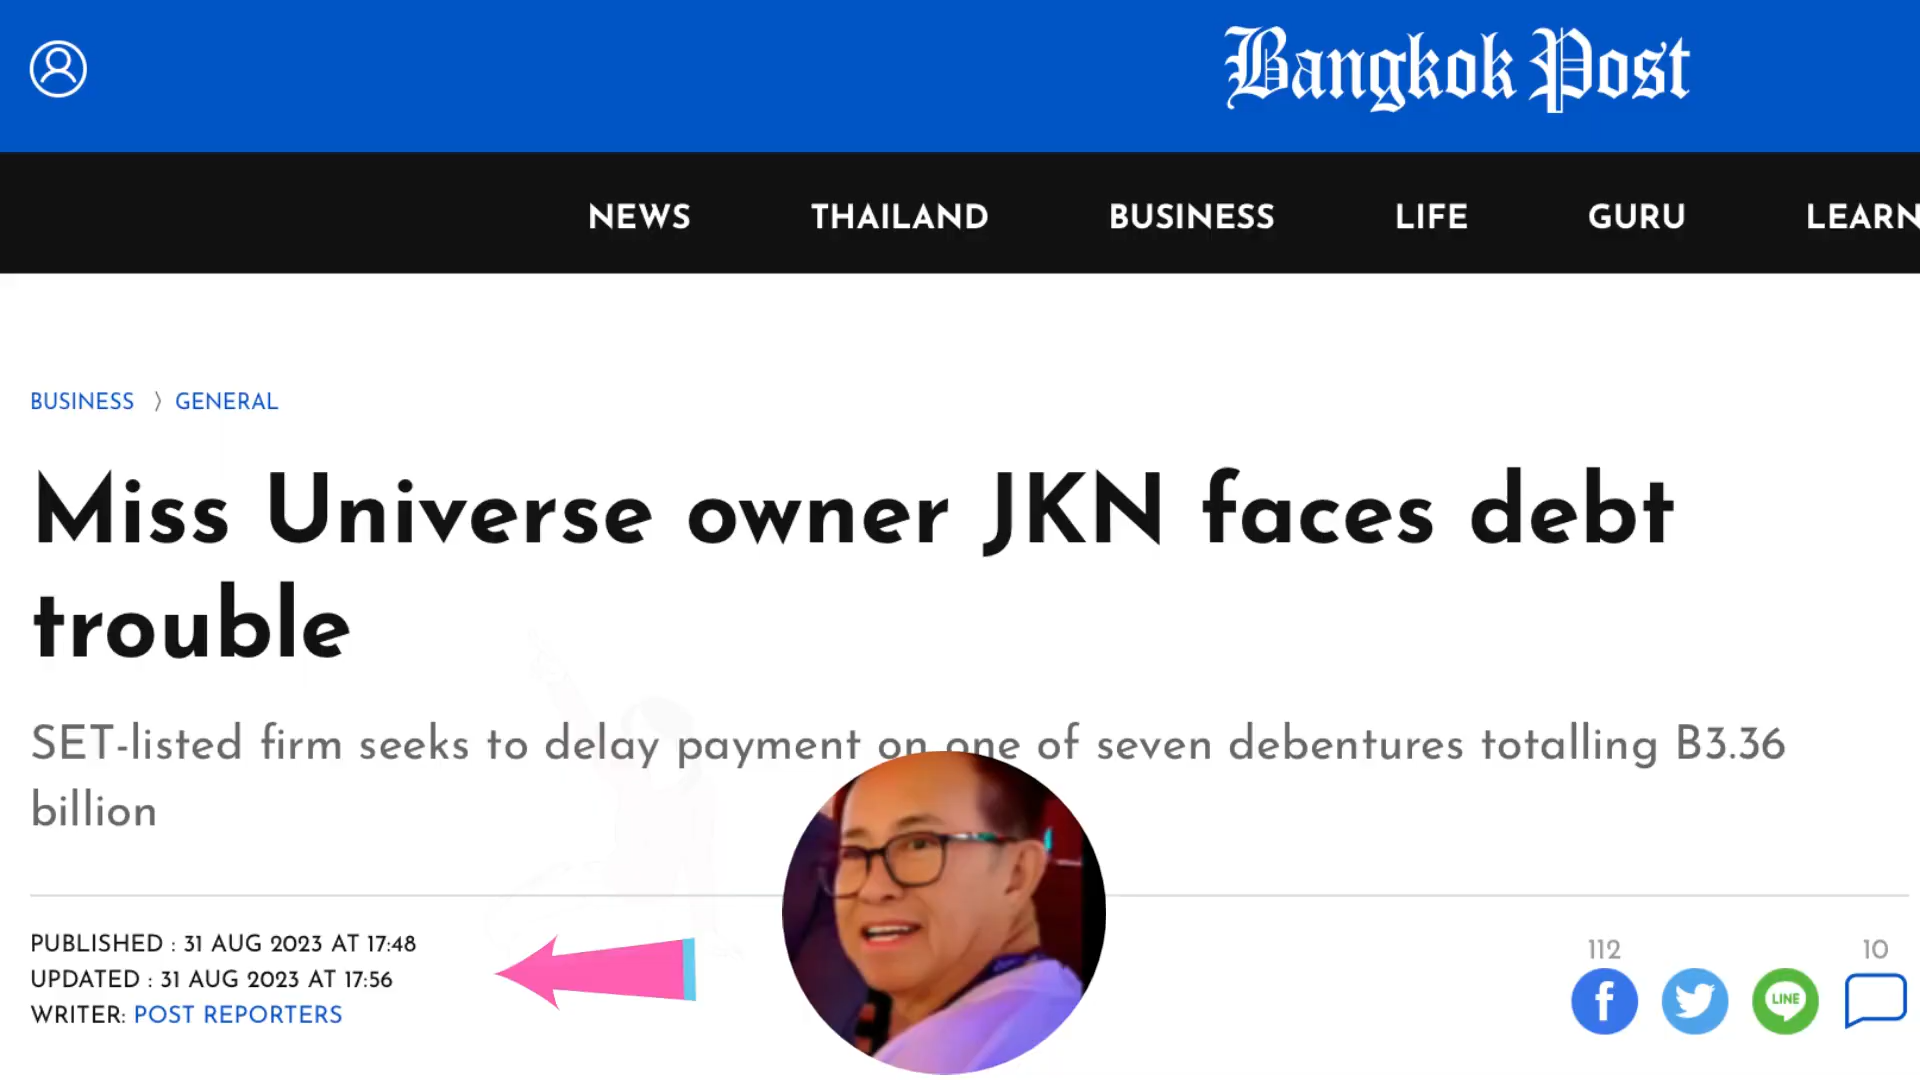 Bangkok Post
NEWS THAILAND BUSINESS LIFE GURU LEARN
BUSINESS 〉 GENERAL
Miss Universe owner JKN faces debt
trouble
SET-listed firm seeks to delay payment on one of seven debentures totalling B3.36
billion
PUBLISHED : 31 AUG 2023 AT 17:48
UPDATED : 31 AUG 2023 AT 17:56
WRITER: POST REPORTERS
112 10
f LINE